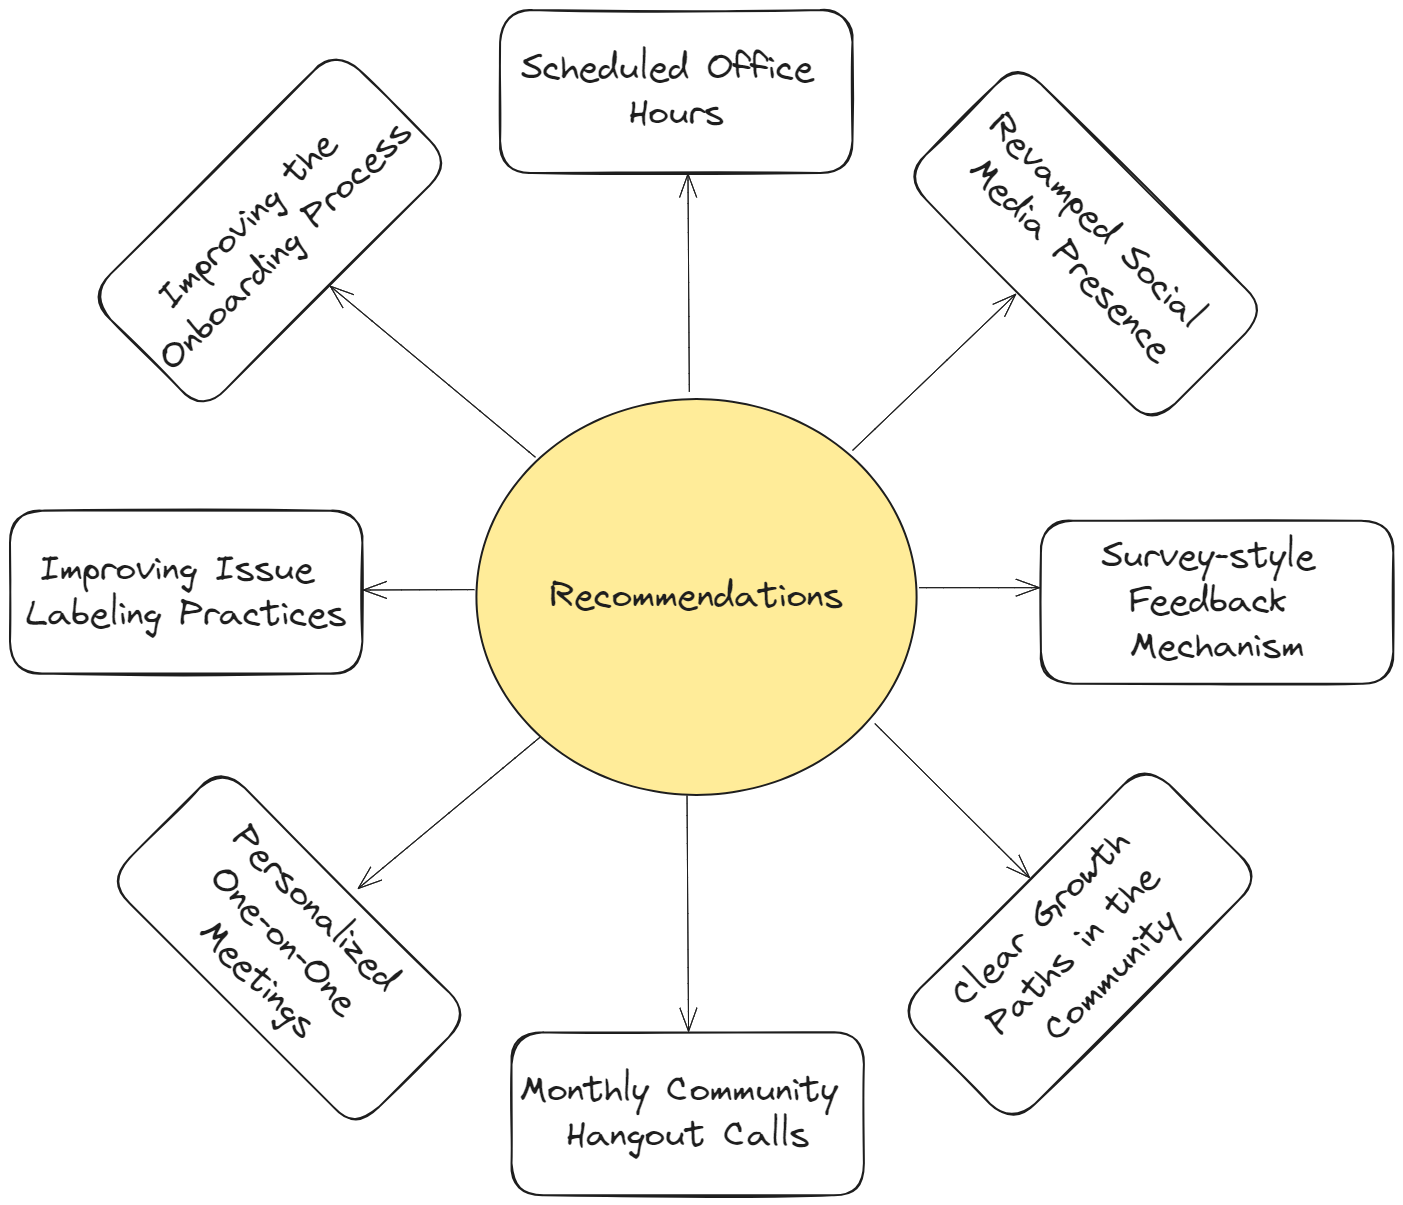 Scheduled Office
Hours
Improving the
Onboarding Process
Revamped Social
Media Presence
Improving Issue
Labeling Practices
Recommendations
Survey-style
Feedback
Mechanism
Personalized
One-on-One
Meetings
Clear Growth
Paths in the
Community
Monthly Community
Hangout Calls